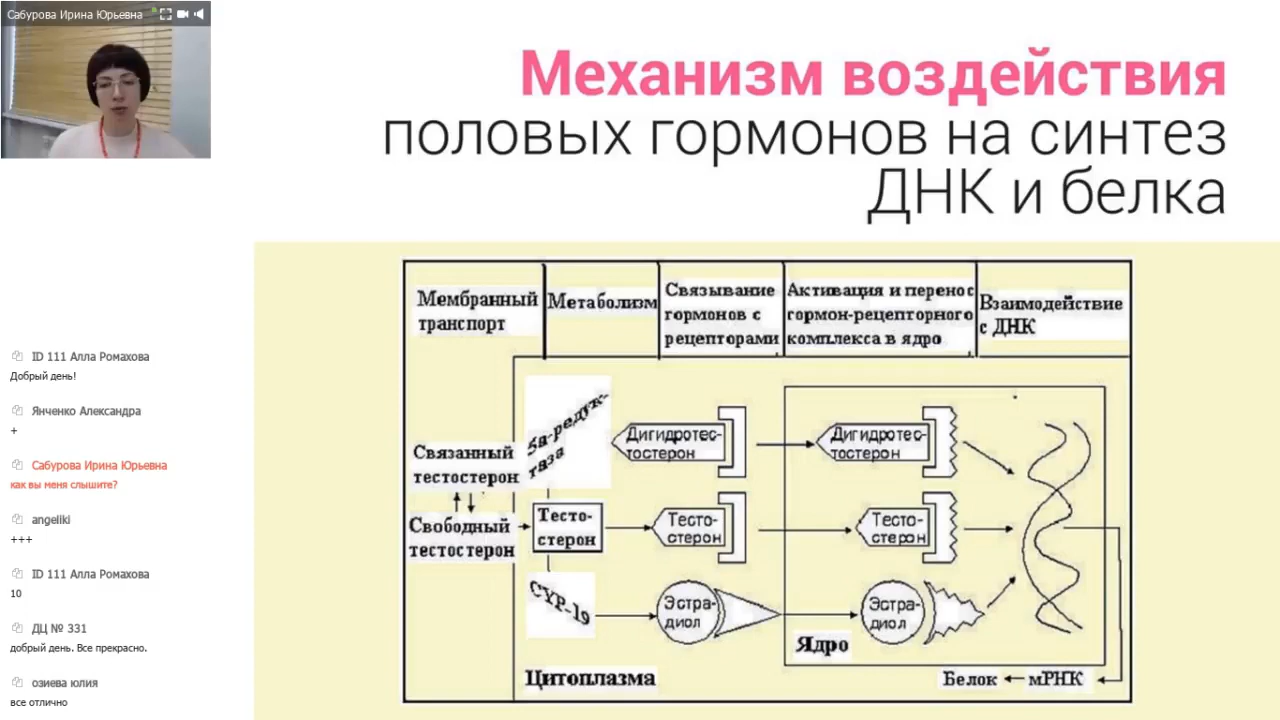 Сабурова Ирина Юрьевна
Механизм воздействия
половых гормонов на синтез
ДНК и белка
ID 111 Алла Ромахова
Добрый день!
Янченко Александра
+
Сабурова Ирина Юрьевна
как вы меня слышите?
angeliki
+++
ID 111 Алла Ромахова
10
ДЦ № 331
добрый день. Все прекрасно.
озиева юлия
все отлично
Мембранный
транспорт
Метаболизм
Связывание
гормонов с
рецепторами
Активация и перенос
гормон-рецепторного
комплекса в ядро
Взаимодействие
с ДНК
Связанный
тестостерон
Свободный
тестостерон
5а-редук-
таза
Тесто-
стерон
CYP-19
Дигидротес-
тостерон
Тесто-
стерон
Эстра-
диол
Дигидротес-
тостерон
Тесто-
стерон
Эстра-
диол
Ядро
Цитоплазма
Белок
мРНК